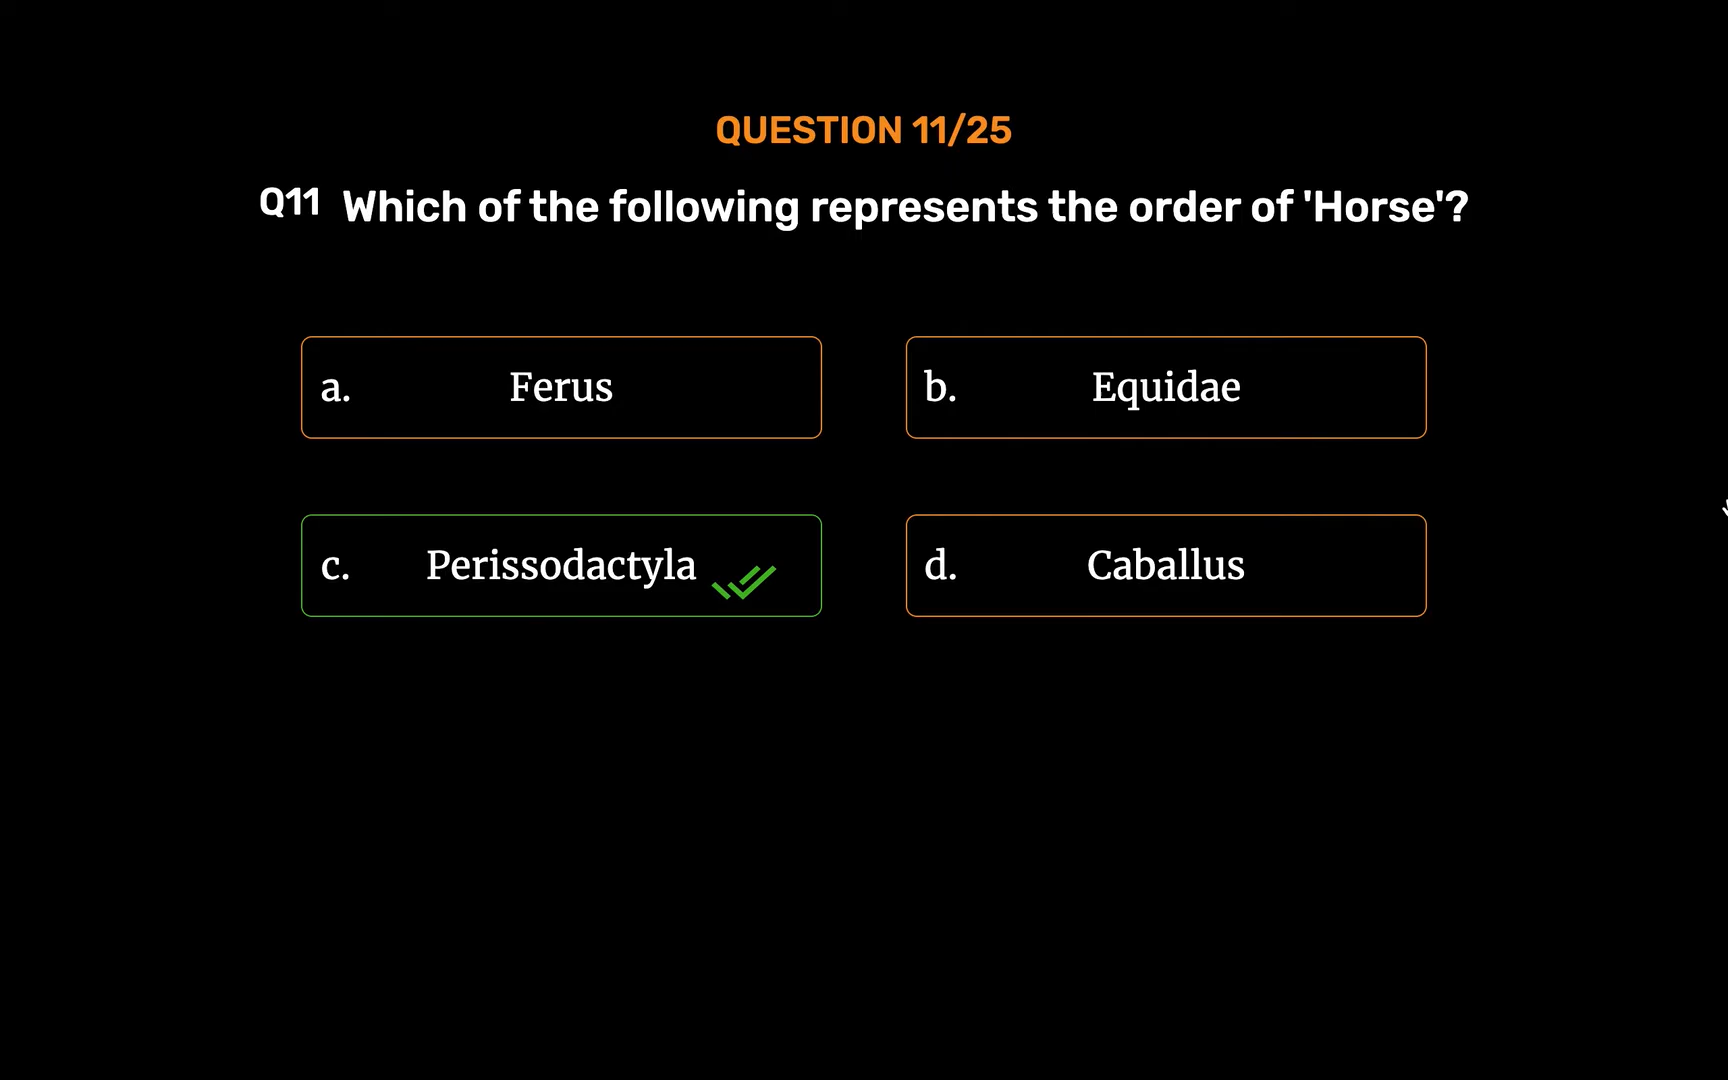 QUESTION 11/25
Q11 Which of the following represents the order of 'Horse'?
a. Ferus
b. Equidae
c. Perissodactyla
d. Caballus